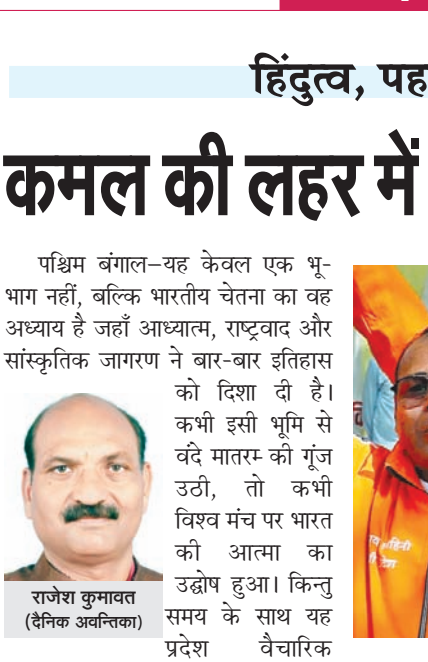 हिंदुत्व, पह
कमल की लहर में
पश्चिम बंगाल–यह केवल एक भू-
भाग नहीं, बल्कि भारतीय चेतना का वह
अध्याय है जहाँ आध्यात्म, राष्ट्रवाद और
सांस्कृतिक जागरण ने बार-बार इतिहास
को दिशा दी है।
कभी इसी भूमि से
वंदे मातरम् की गूंज
उठी, तो कभी
विश्व मंच पर भारत
की आत्मा का
उद्घोष हुआ। किन्तु
समय के साथ यह
प्रदेश वैचारिक
राजेश कुमावत
(दैनिक अवन्तिका)